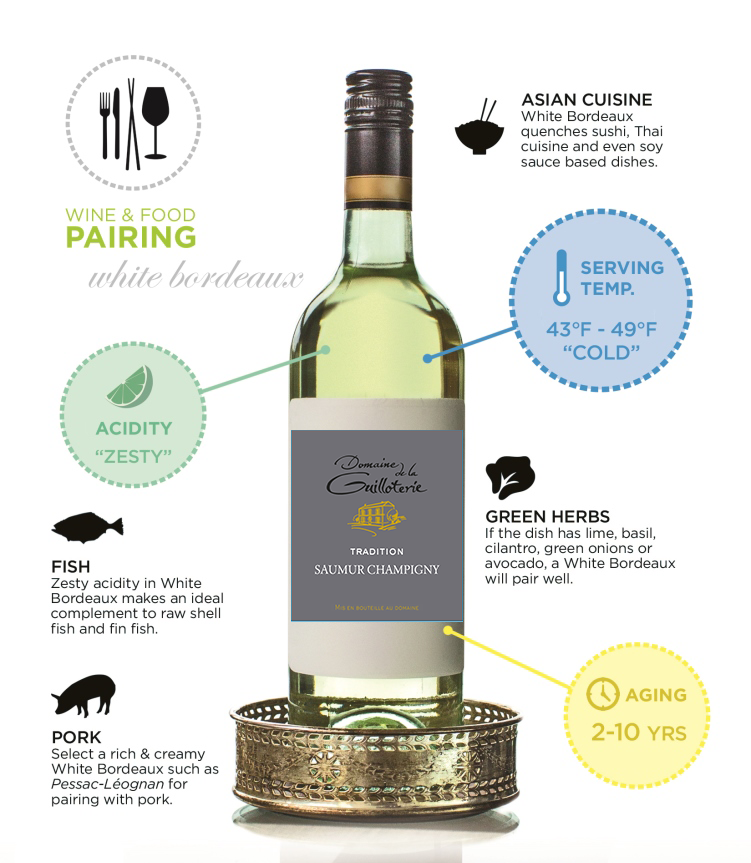 WINE & FOOD
PAIRING
white bordeaux
ASIAN CUISINE
White Bordeaux
quenches sushi, Thai
cuisine and even soy
sauce based dishes.
SERVING
TEMP.
43°F - 49°F
“COLD”
ACIDITY
“ZESTY”
Domaine
de la
Guilloterie
TRADITION
SAUMUR CHAMPIGNY
MIS EN BOUTEILLE AU DOMAINE
GREEN HERBS
If the dish has lime, basil,
cilantro, green onions or
avocado, a White Bordeaux
will pair well.
FISH
Zesty acidity in White
Bordeaux makes an ideal
complement to raw shell
fish and fin fish.
AGING
2-10 YRS
PORK
Select a rich & creamy
White Bordeaux such as
Pessac-Léognan for
pairing with pork.